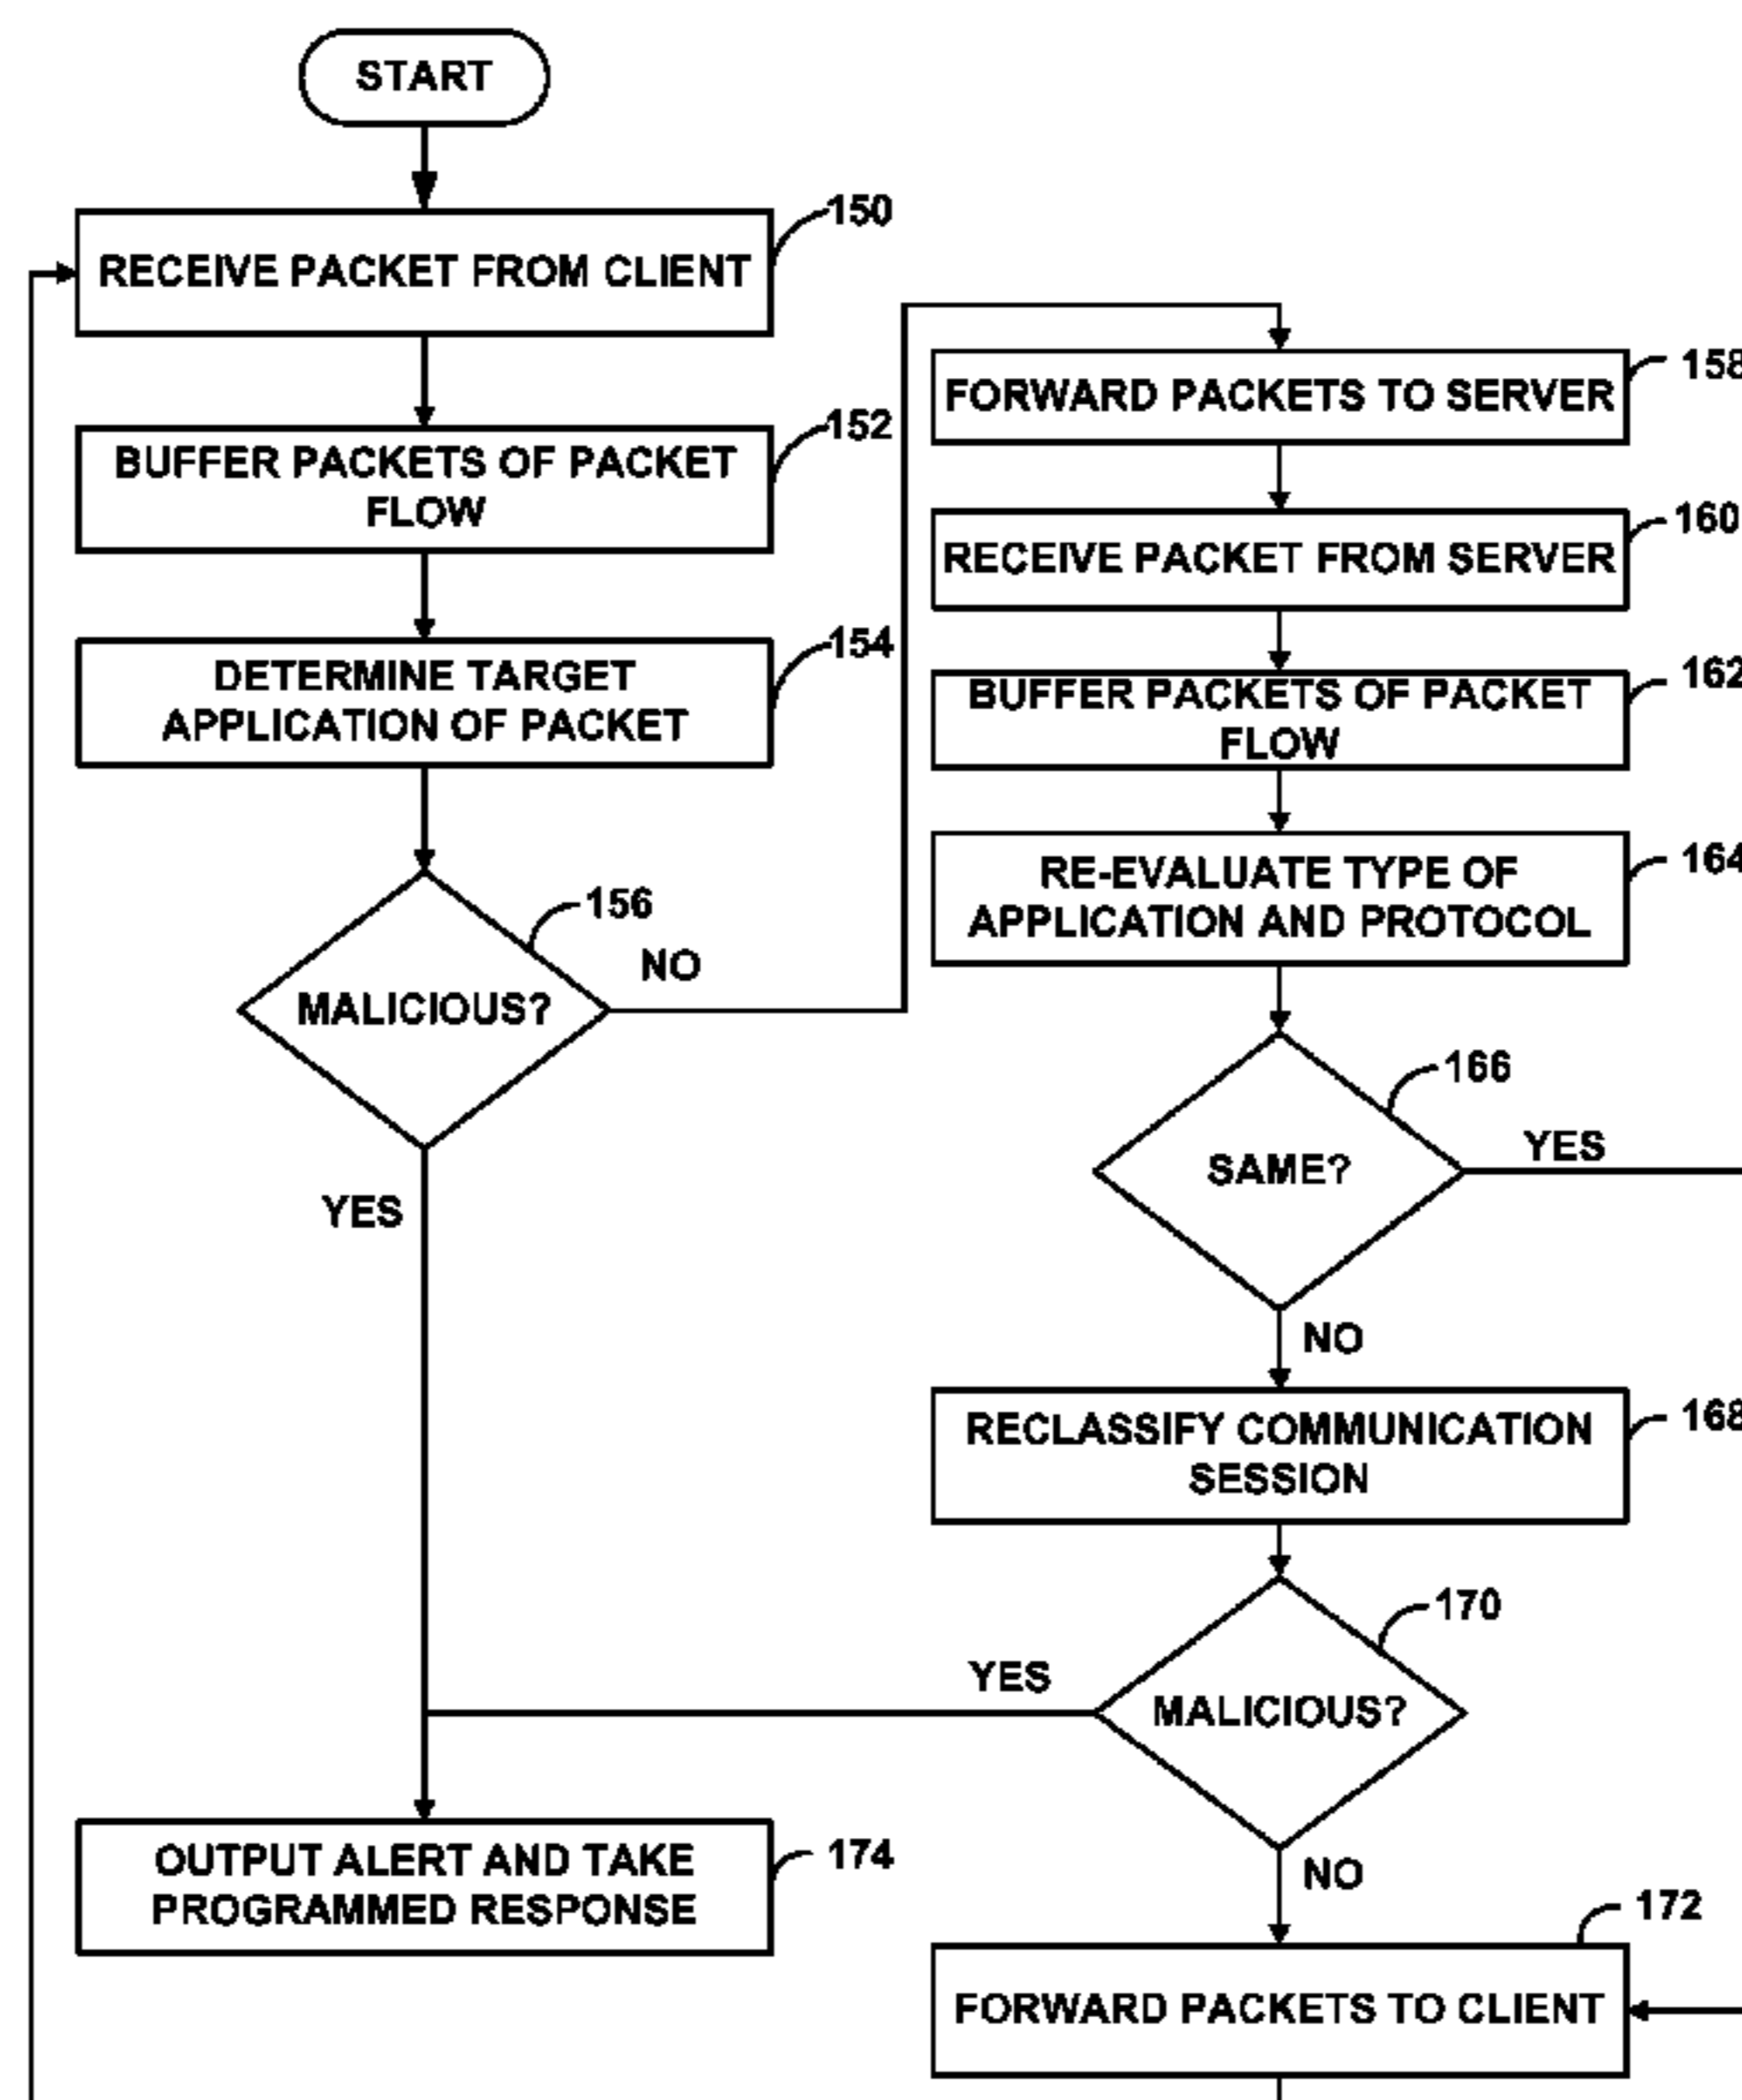 START
150
RECEIVE PACKET FROM CLIENT
152
BUFFER PACKETS OF PACKET
FLOW
154
DETERMINE TARGET
APPLICATION OF PACKET
156
MALICIOUS?
NO
YES
158
FORWARD PACKETS TO SERVER
160
RECEIVE PACKET FROM SERVER
162
BUFFER PACKETS OF PACKET
FLOW
164
RE-EVALUATE TYPE OF
APPLICATION AND PROTOCOL
166
SAME?
YES
NO
168
RECLASSIFY COMMUNICATION
SESSION
170
MALICIOUS?
YES
NO
174
OUTPUT ALERT AND TAKE
PROGRAMMED RESPONSE
172
FORWARD PACKETS TO CLIENT